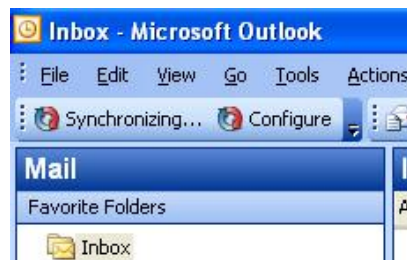 Inbox - Microsoft Outlook
File Edit View Go Tools Actions
Synchronizing... Configure
Mail
Favorite Folders
Inbox